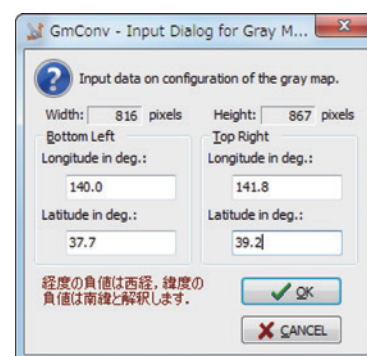 GmConv - Input Dialog for Gray M...
Input data on configuration of the gray map.
Width: 816 pixels Height: 867 pixels
Bottom Left Top Right
Longitude in deg.: Longitude in deg.:
140.0 141.8
Latitude in deg.: Latitude in deg.:
37.7 39.2
経度の負値は西経, 緯度の
負値は南緯と解釈します.
OK
CANCEL